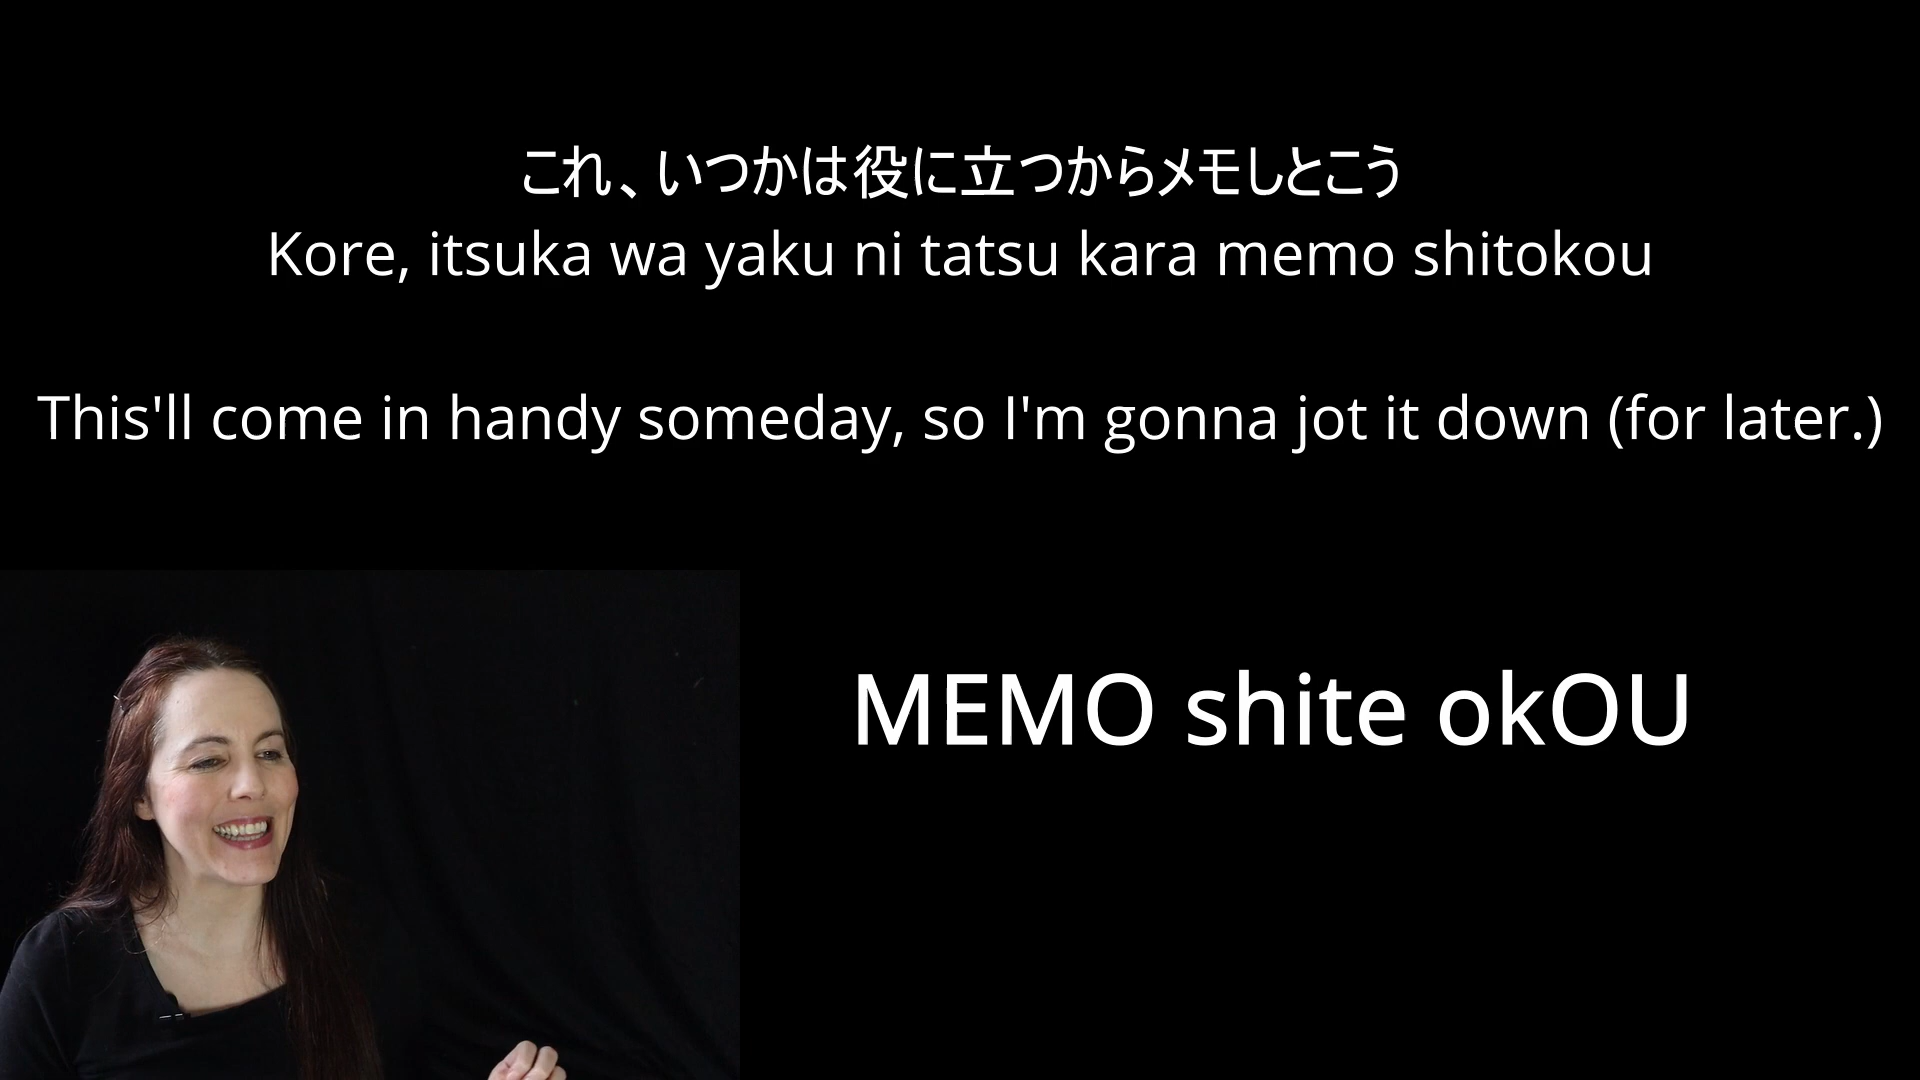 これ、いつかは役に立つからメモしとこう
Kore, itsuka wa yaku ni tatsu kara memo shitokou
This'll come in handy someday, so I'm gonna jot it down (for later.)
MEMO shite okOU